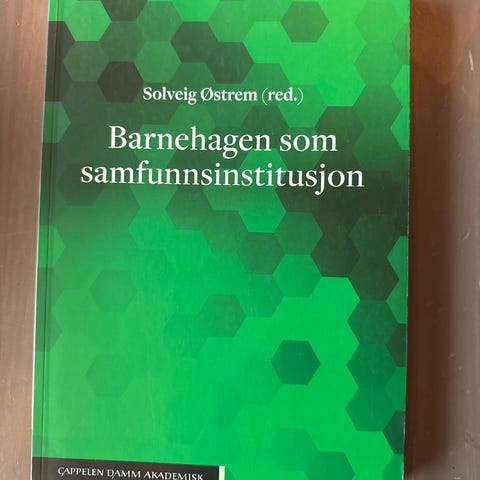 Solveig Østrem (red.)
Barnehagen som
samfunnsinstitusjon
CAPPELEN DAMM AKADEMISK